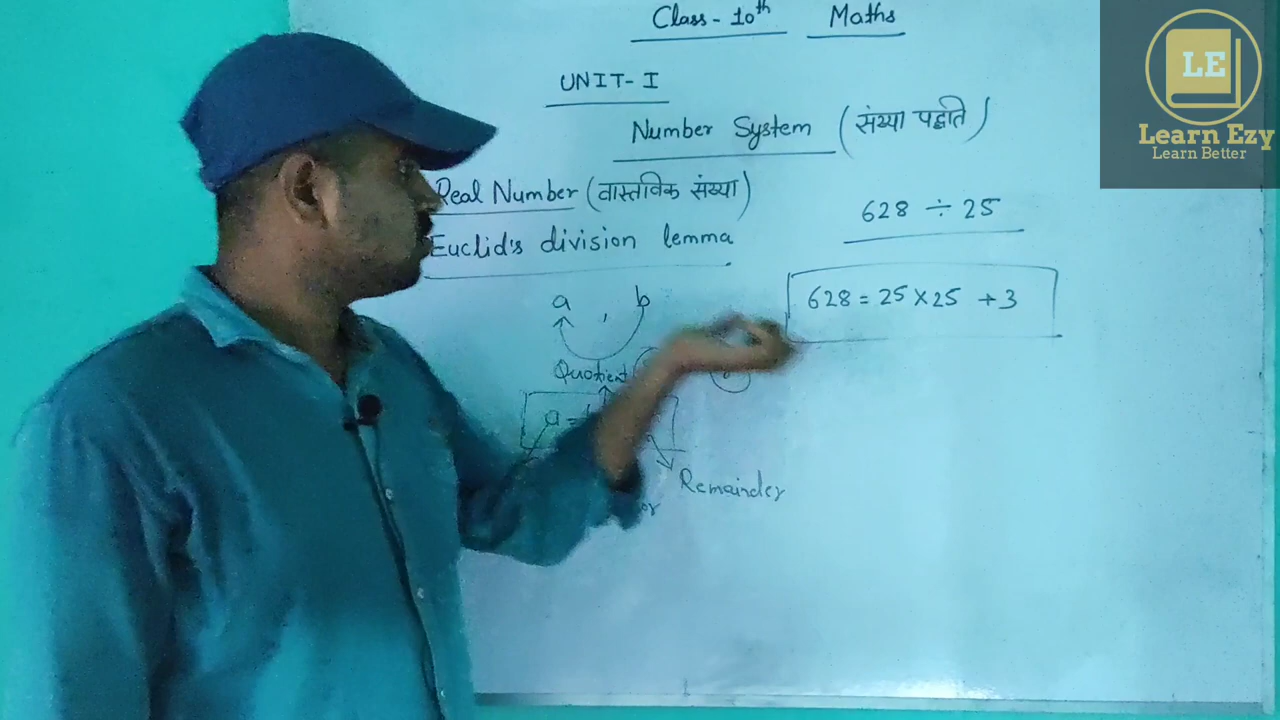 Class-10th Maths
UNIT-I
Number System (संख्या पद्धति)
Real Number (वास्तविक संख्या)
Euclid's division lemma
a , b
Quotient
a =
Remainder
628 ÷ 25
628 = 25 × 25 + 3
LE
Learn Ezy
Learn Better